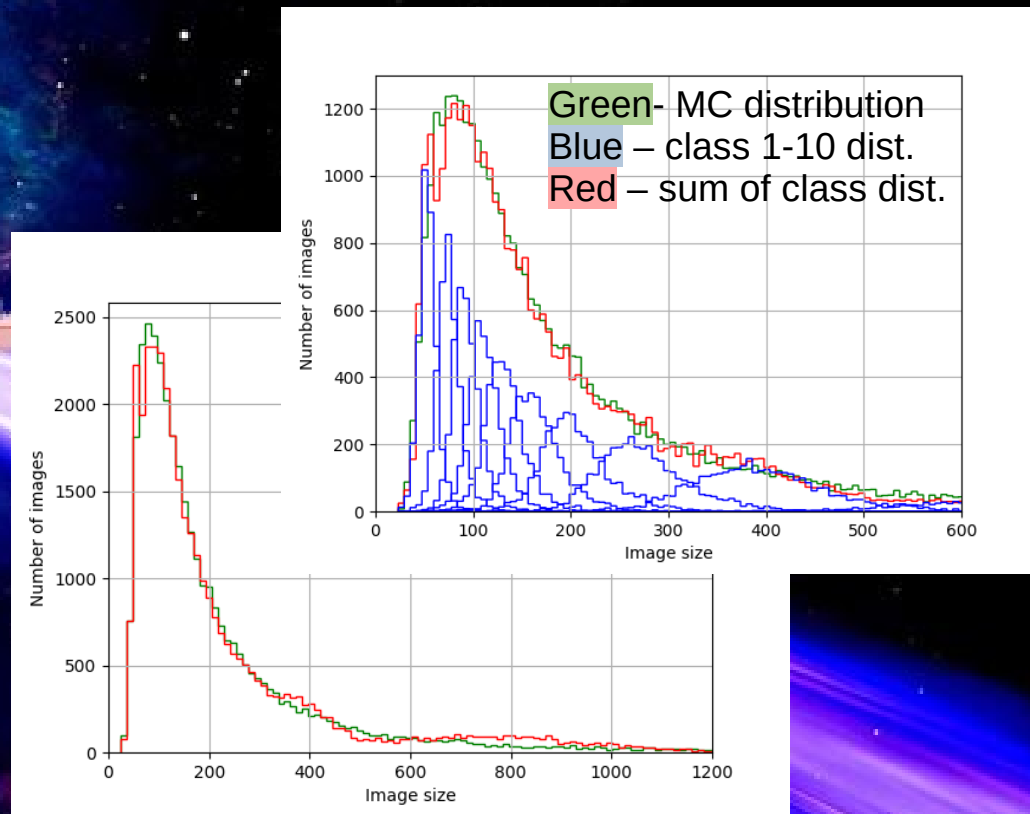 Green- MC distribution
Blue – class 1-10 dist.
Red – sum of class dist.
1200
1000
800
600
400
200
0
Number of images
0 100 200 300 400 500 600
Image size
2500
2000
1500
1000
500
0
Number of images
0 200 400 600 800 1000 1200
Image size